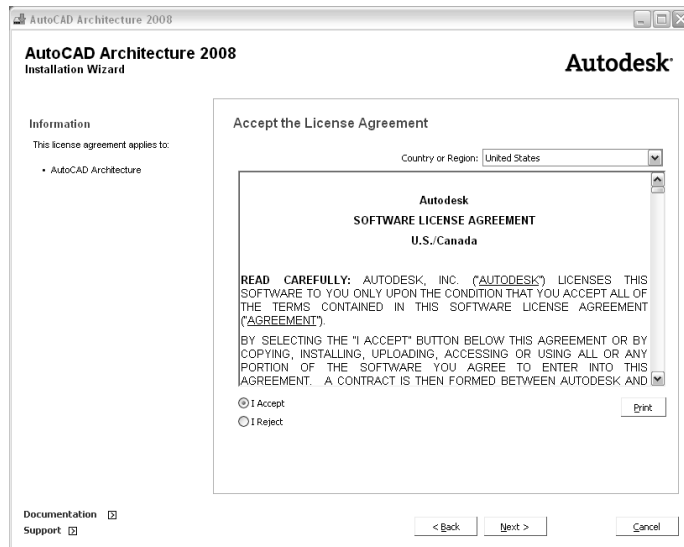 AutoCAD Architecture 2008
AutoCAD Architecture 2008
Installation Wizard
Autodesk
Information
This license agreement applies to:
• AutoCAD Architecture
Accept the License Agreement
Country or Region: United States
Autodesk
SOFTWARE LICENSE AGREEMENT
U.S./Canada
READ CAREFULLY: AUTODESK, INC. ("AUTODESK") LICENSES THIS
SOFTWARE TO YOU ONLY UPON THE CONDITION THAT YOU ACCEPT ALL OF
THE TERMS CONTAINED IN THIS SOFTWARE LICENSE AGREEMENT
("AGREEMENT").
BY SELECTING THE "I ACCEPT" BUTTON BELOW THIS AGREEMENT OR BY
COPYING, INSTALLING, UPLOADING, ACCESSING OR USING ALL OR ANY
PORTION OF THE SOFTWARE YOU AGREE TO ENTER INTO THIS
AGREEMENT. A CONTRACT IS THEN FORMED BETWEEN AUTODESK AND
I Accept
I Reject
Print
Documentation
Support
< Back
Next >
Cancel